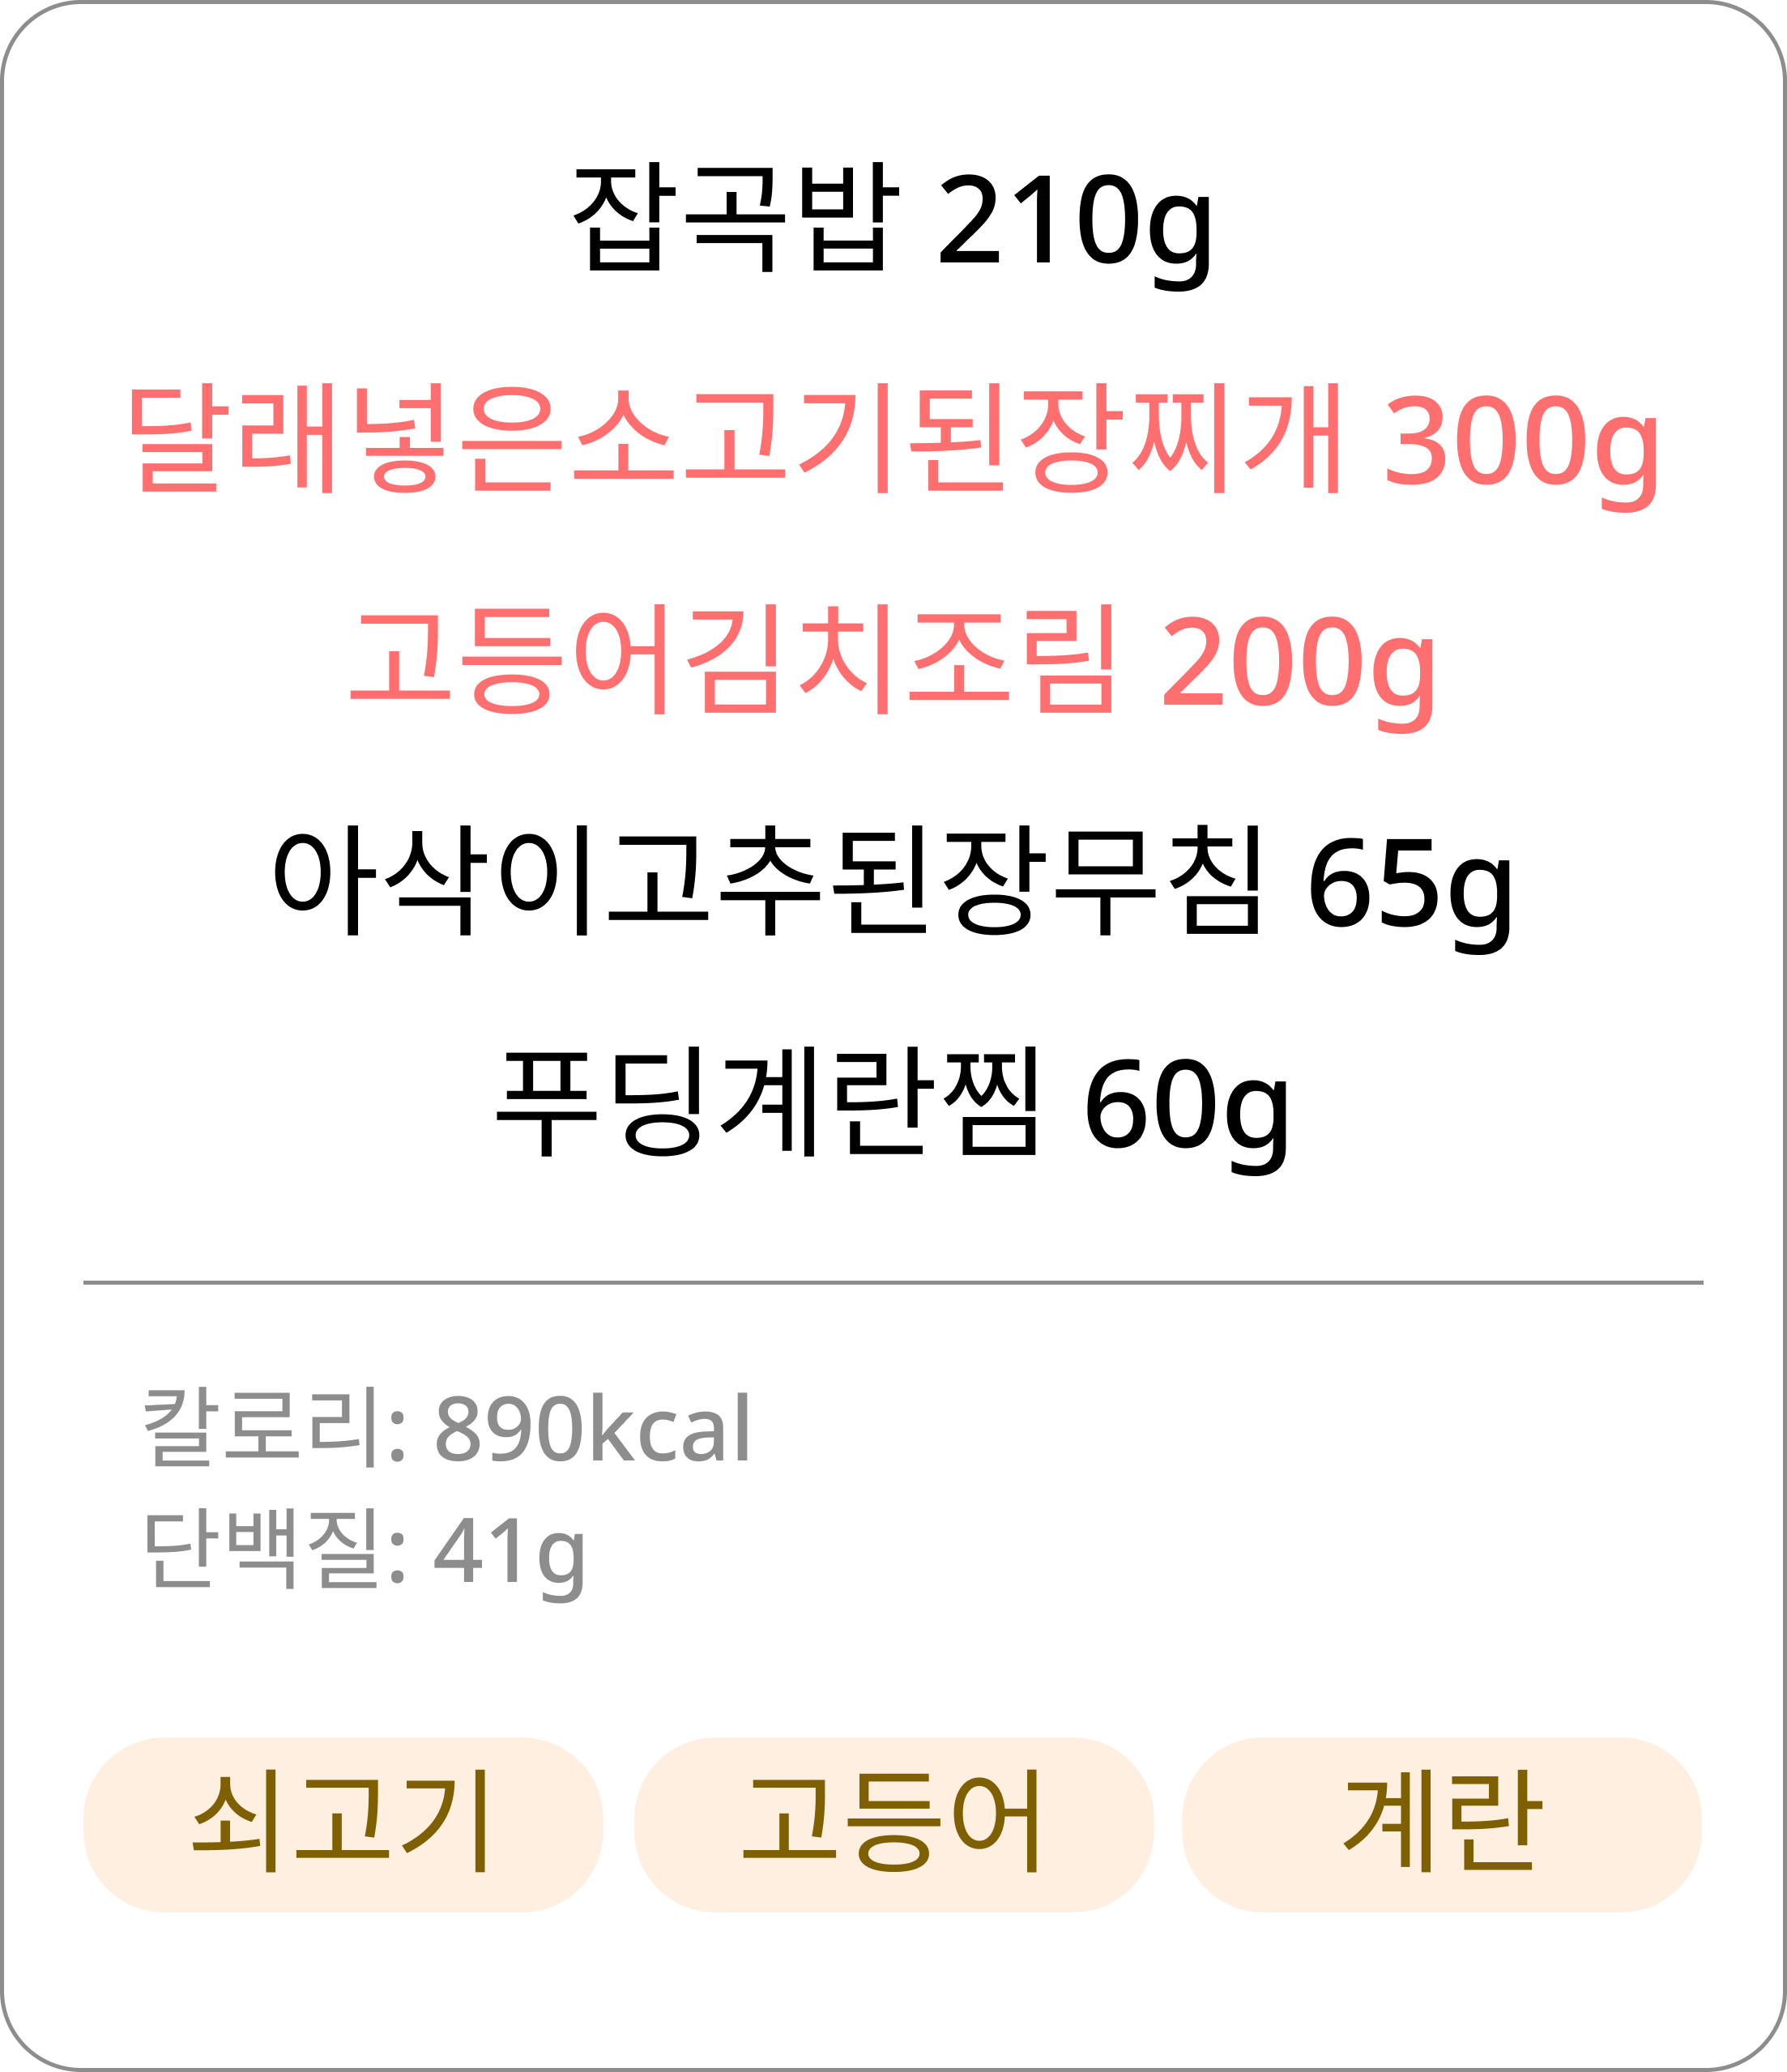 잡곡밥 210g
달래넣은소고기된장찌개 300g
고등어김치조림 200g
아삭이고추된장무침 65g
푸딩계란찜 60g
칼로리: 890kcal
단백질: 41g
쇠고기 고등어 계란